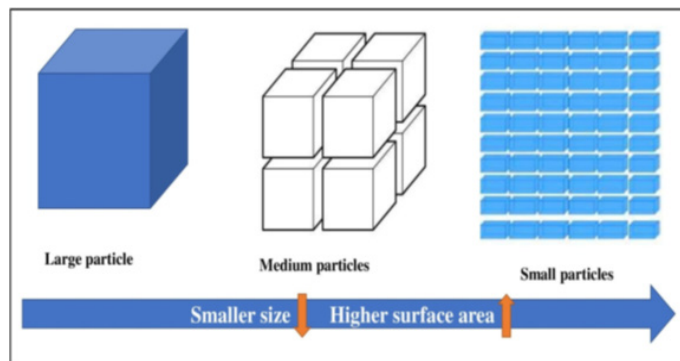 Large particle
Medium particles
Small particles
Smaller size
Higher surface area